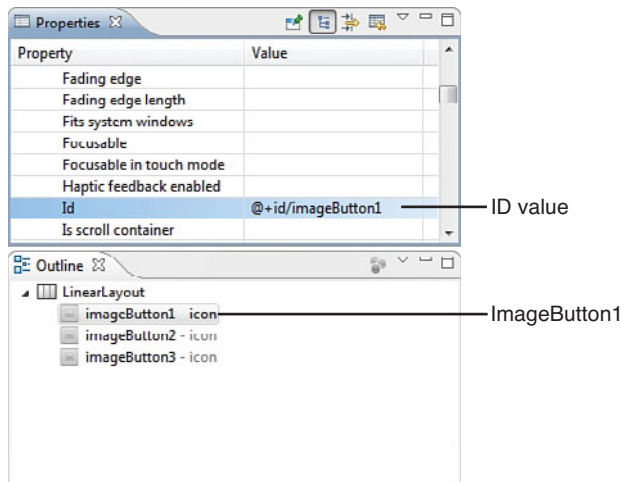 Properties
Property Value
Fading edge
Fading edge length
Fits system windows
Focusable
Focusable in touch mode
Haptic feedback enabled
Id @+id/imageButton1
Is scroll container
ID value
Outline
LinearLayout
imageButton1 - icon
imageButton2 - icon
imageButton3 - icon
ImageButton1